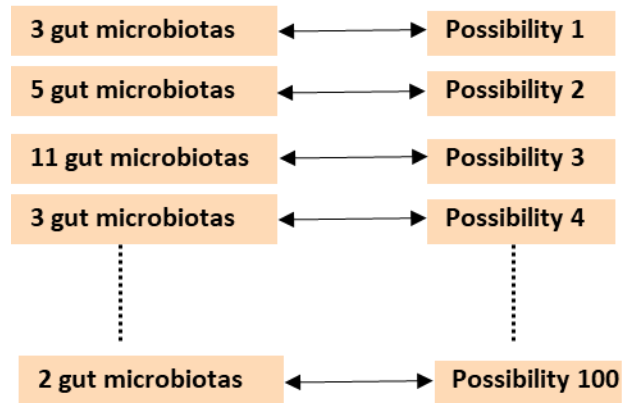 3 gut microbiotas Possibility 1
5 gut microbiotas Possibility 2
11 gut microbiotas Possibility 3
3 gut microbiotas Possibility 4
2 gut microbiotas Possibility 100